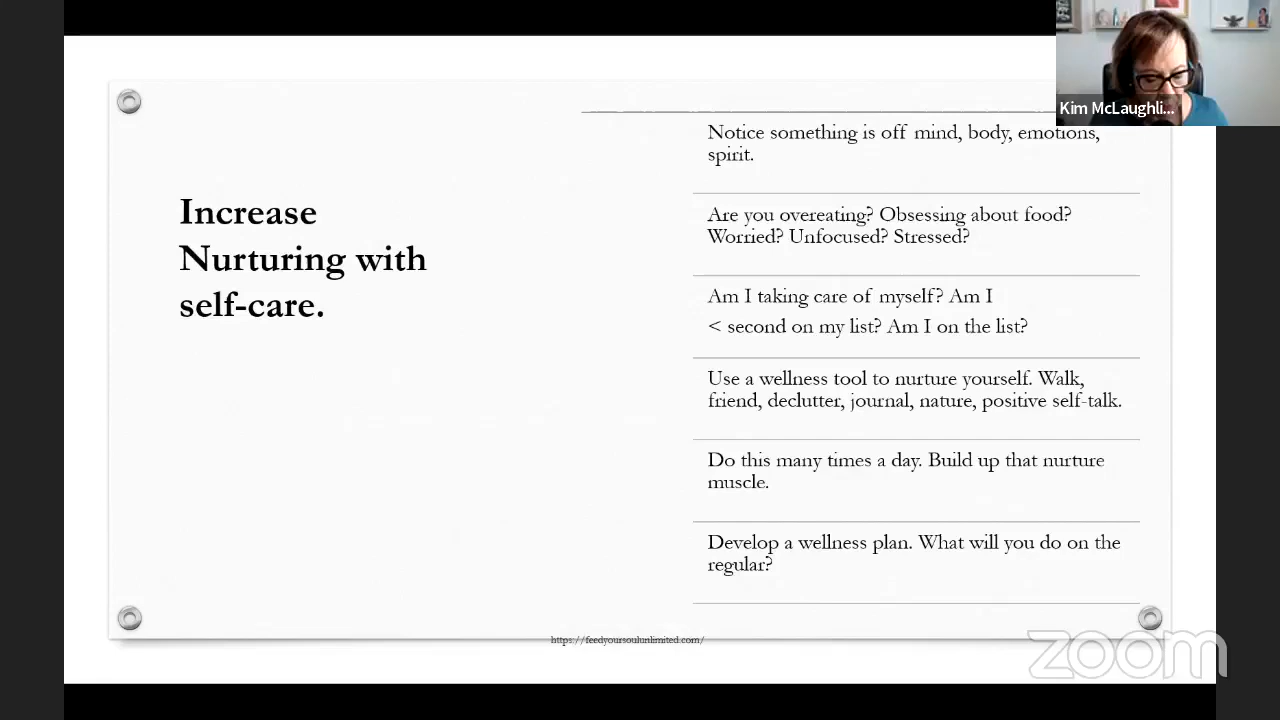 Kim McLaughli...
Increase
Nurturing with
self-care.
Notice something is off mind, body, emotions,
spirit.
Are you overeating? Obsessing about food?
Worried? Unfocused? Stressed?
Am I taking care of myself? Am I
< second on my list? Am I on the list?
Use a wellness tool to nurture yourself. Walk,
friend, declutter, journal, nature, positive self-talk.
Do this many times a day. Build up that nurture
muscle.
Develop a wellness plan. What will you do on the
regular?
https://feedyoursoulunlimited.com/
zoom